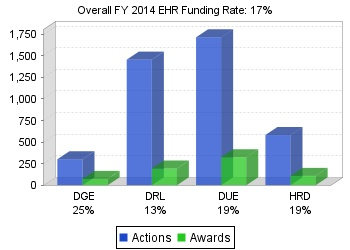 Overall FY 2014 EHR Funding Rate: 17%
1,750
1,500
1,250
1,000
750
500
250
0
DGE DRL DUE HRD
25% 13% 19% 19%
Actions Awards